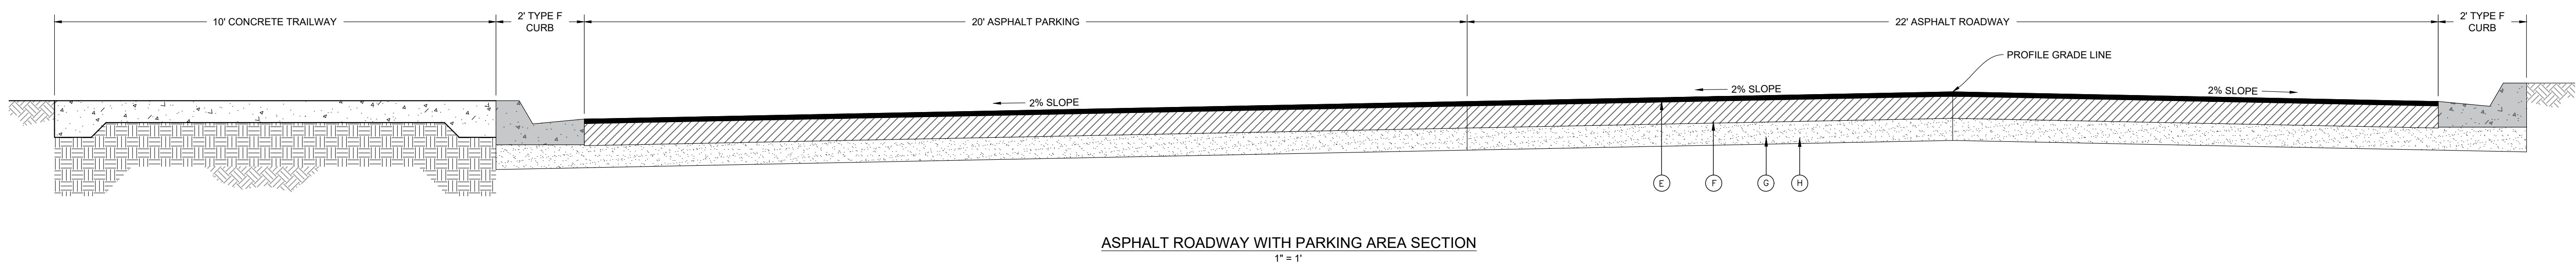 10' CONCRETE TRAILWAY
2' TYPE F
CURB
20' ASPHALT PARKING
22' ASPHALT ROADWAY
2' TYPE F
CURB
PROFILE GRADE LINE
2% SLOPE
2% SLOPE
2% SLOPE
E
F
G
H
ASPHALT ROADWAY WITH PARKING AREA SECTION
1" = 1'